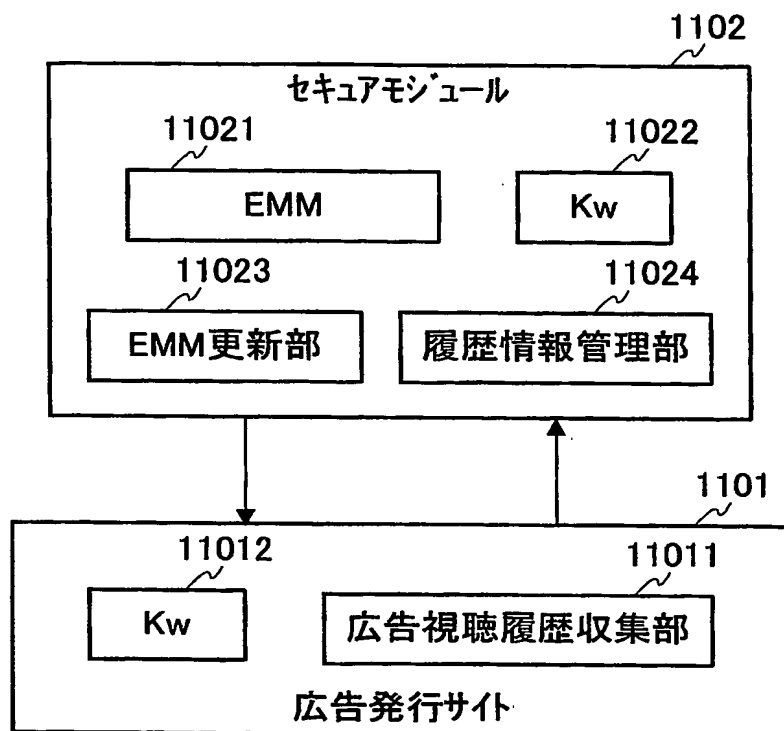 1102
セキュアモジュール
11021
11022
EMM
Kw
11023
11024
EMM更新部
履歴情報管理部
1101
11012
11011
Kw
広告視聴履歴収集部
広告発行サイト